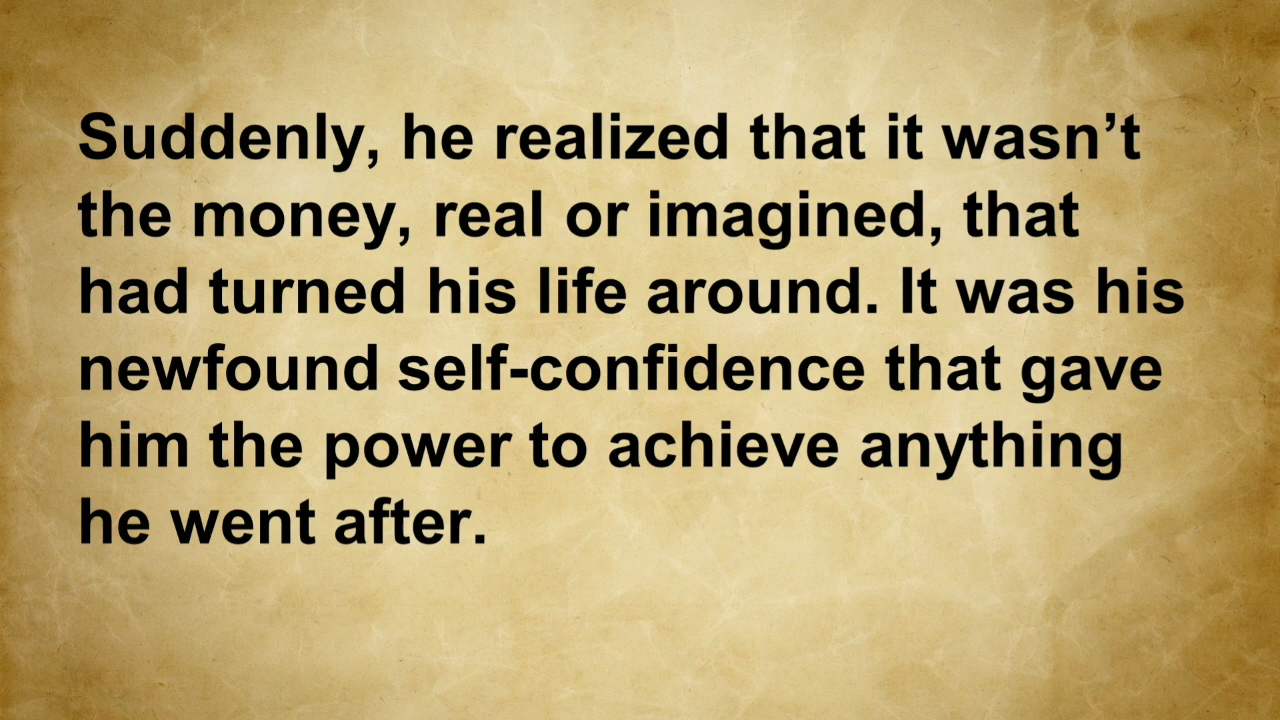 Suddenly, he realized that it wasn’t
the money, real or imagined, that
had turned his life around. It was his
newfound self-confidence that gave
him the power to achieve anything
he went after.